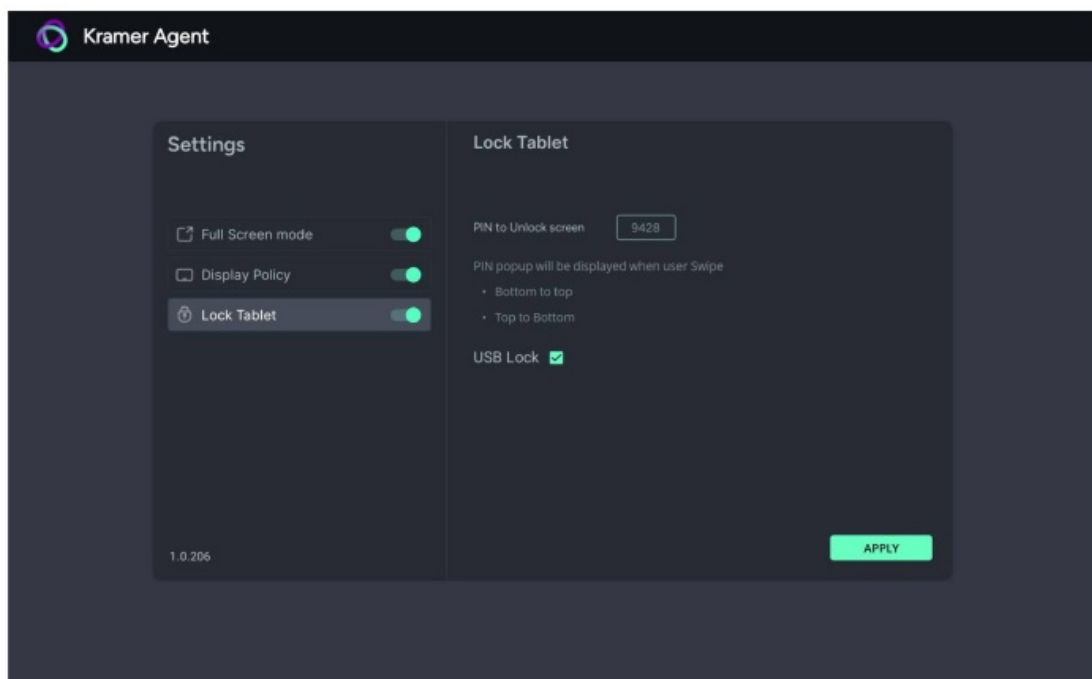 Kramer Agent
Settings
Full Screen mode
Display Policy
Lock Tablet
1.0.206
Lock Tablet
PIN to Unlock screen 9428
PIN popup will be displayed when user Swipe
• Bottom to top
• Top to Bottom
USB Lock
APPLY